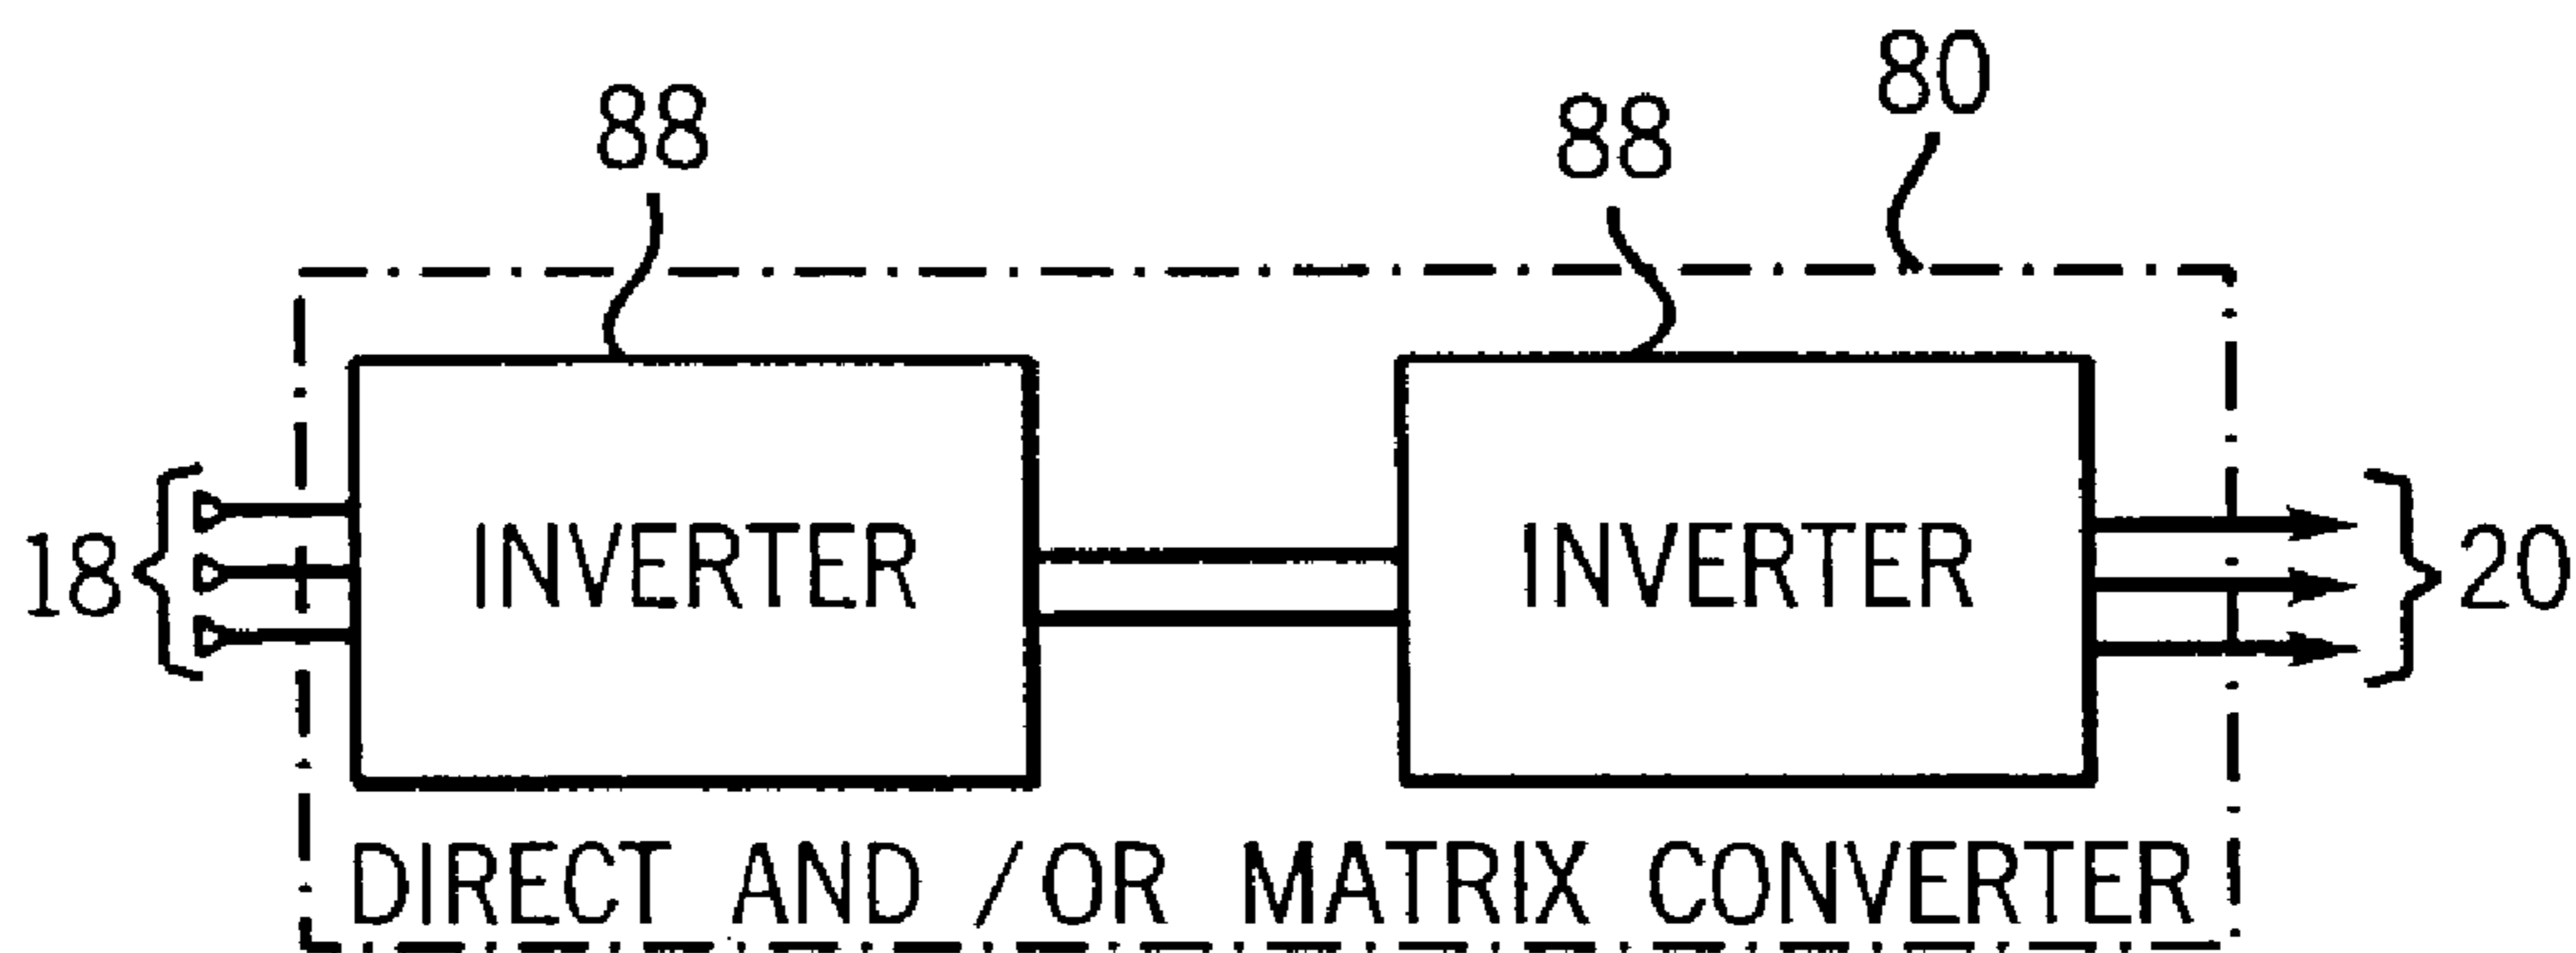 80
88
88
18
INVERTER
INVERTER
20
DIRECT AND /OR MATRIX CONVERTER